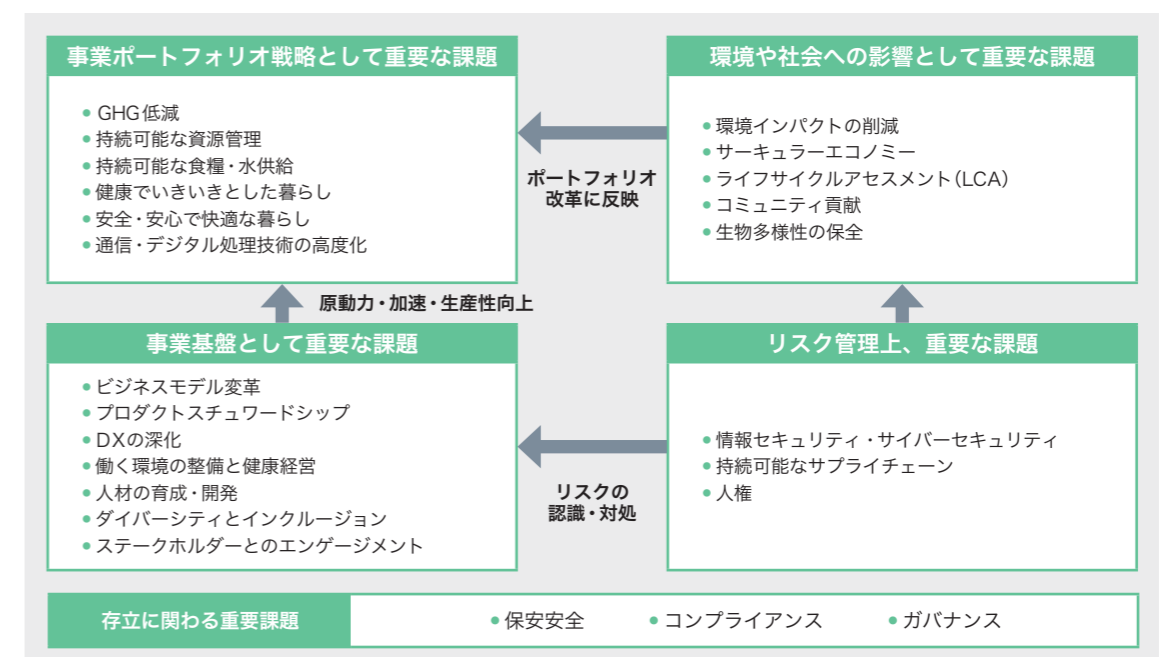 事業ポートフォリオ戦略として重要な課題
• GHG低減
• 持続可能な資源管理
• 持続可能な食糧・水供給
• 健康でいきいきとした暮らし
• 安全・安心で快適な暮らし
• 通信・デジタル処理技術の高度化
ポートフォリオ
改革に反映
環境や社会への影響として重要な課題
• 環境インパクトの削減
• サーキュラーエコノミー
• ライフサイクルアセスメント(LCA)
• コミュニティ貢献
• 生物多様性の保全
原動力・加速・生産性向上
事業基盤として重要な課題
• ビジネスモデル変革
• プロダクトスチュワードシップ
• DXの深化
• 働く環境の整備と健康経営
• 人材の育成・開発
• ダイバーシティとインクルージョン
• ステークホルダーとのエンゲージメント
リスクの
認識・対処
リスク管理上、重要な課題
• 情報セキュリティ・サイバーセキュリティ
• 持続可能なサプライチェーン
• 人権
存立に関わる重要課題
• 保安安全 • コンプライアンス • ガバナンス